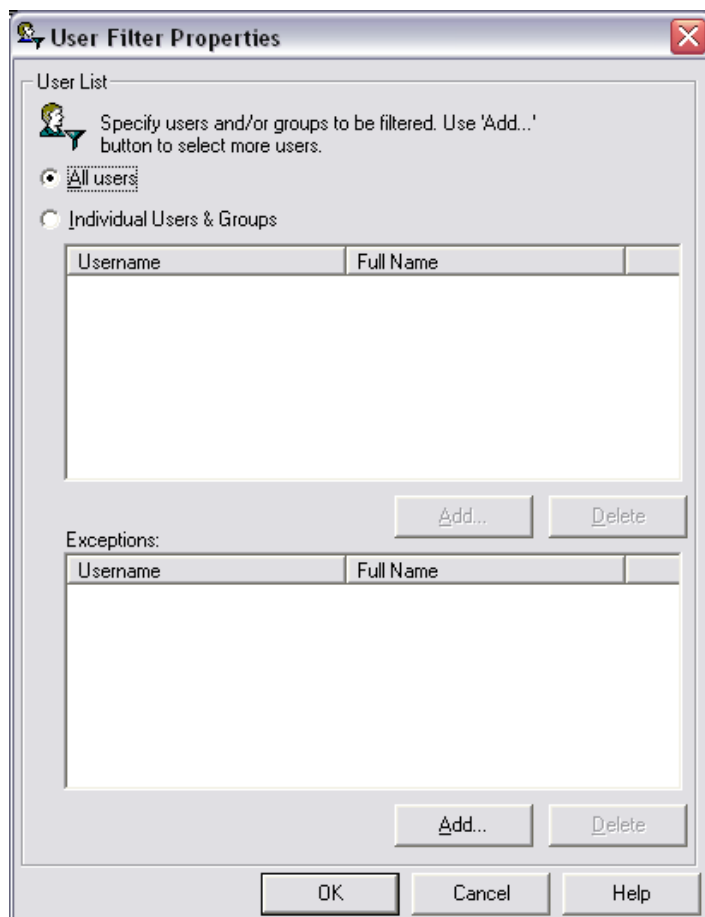 User Filter Properties
User List
Specify users and/or groups to be filtered. Use 'Add...'
button to select more users.
All users
Individual Users & Groups
Username Full Name
Add... Delete
Exceptions:
Username Full Name
Add... Delete
OK Cancel Help